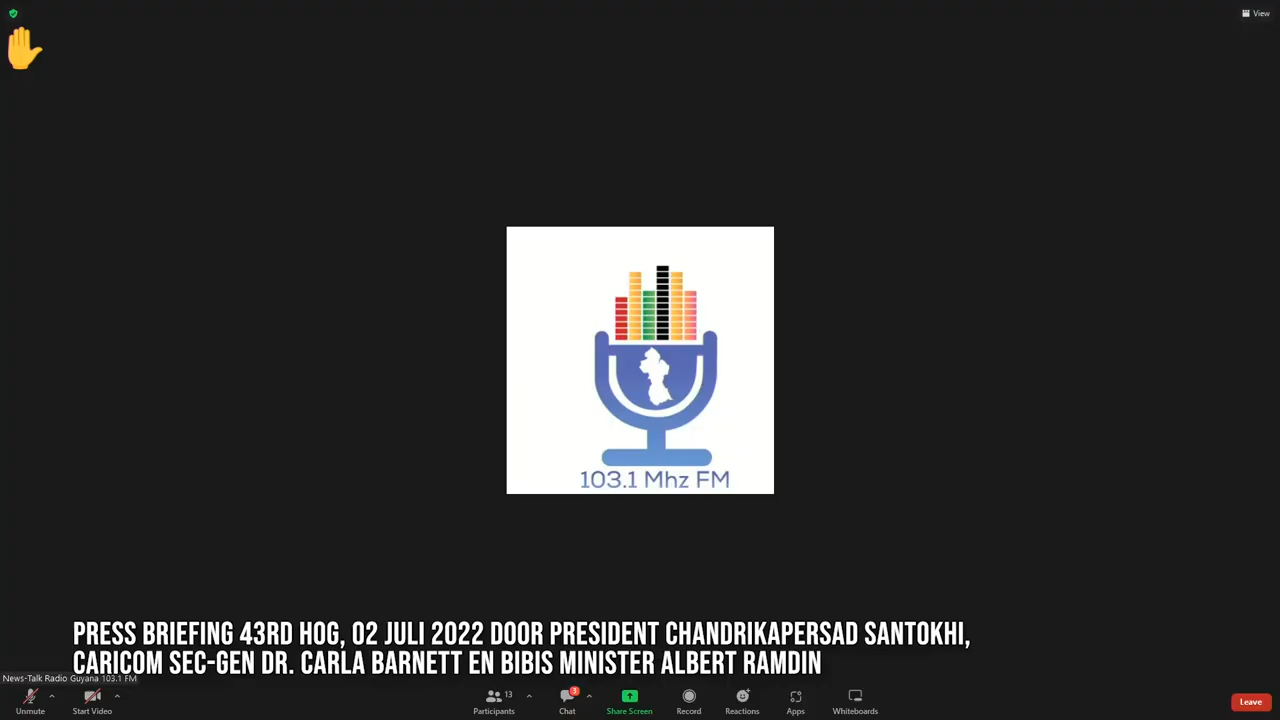 View
103.1 Mhz FM
PRESS BRIEFING 43RD HOG, 02 JULI 2022 DOOR PRESIDENT CHANDRIKAPERSAD SANTOKHI,
CARICOM SEC-GEN DR. CARLA BARNETT EN BIBIS MINISTER ALBERT RAMDIN
News-Talk Radio Guyana 103.1 FM
13
3
Unmute
Start Video
Participants
Chat
Share Screen
Record
Reactions
Apps
Whiteboards
Leave